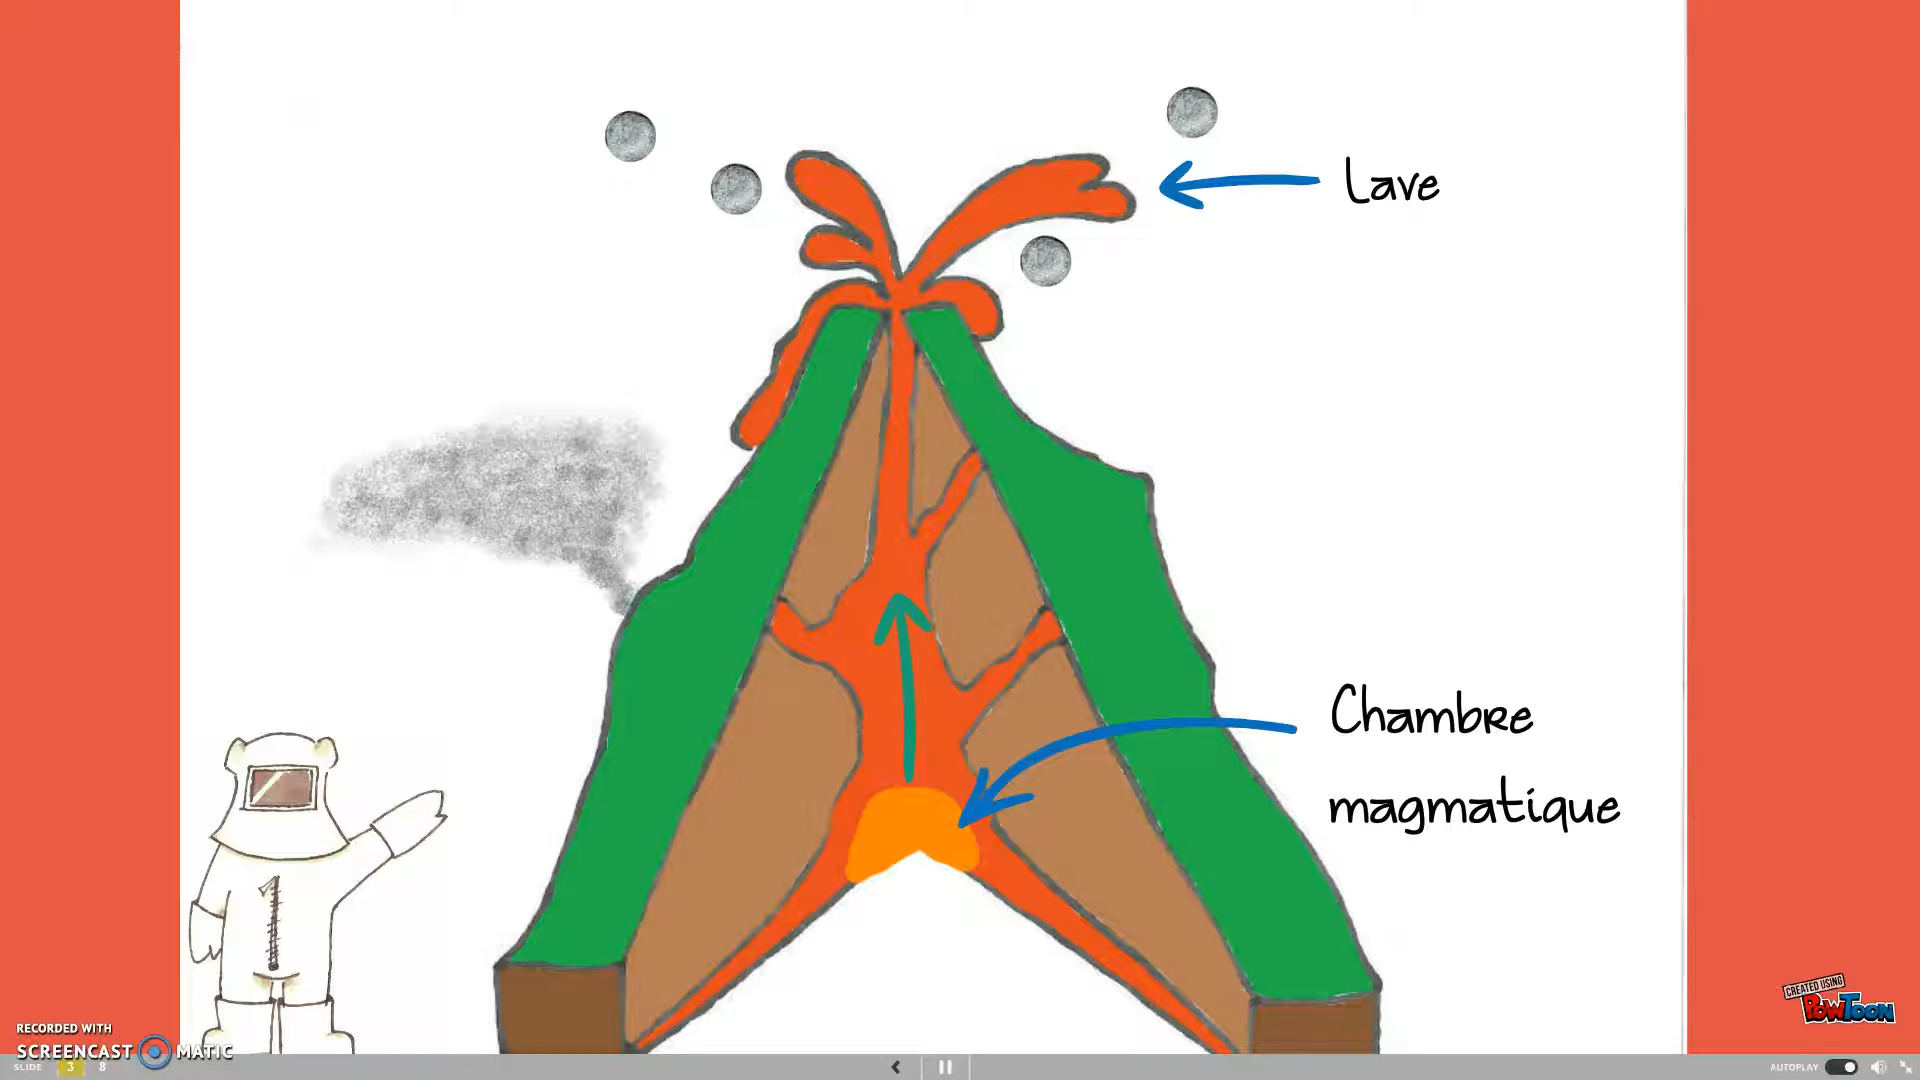 Lave
Chambre
magmatique
CREATED USING
POWTOON
RECORDED WITH
SCREENCAST MATIC
SLIDE 3 8
AUTOPLAY